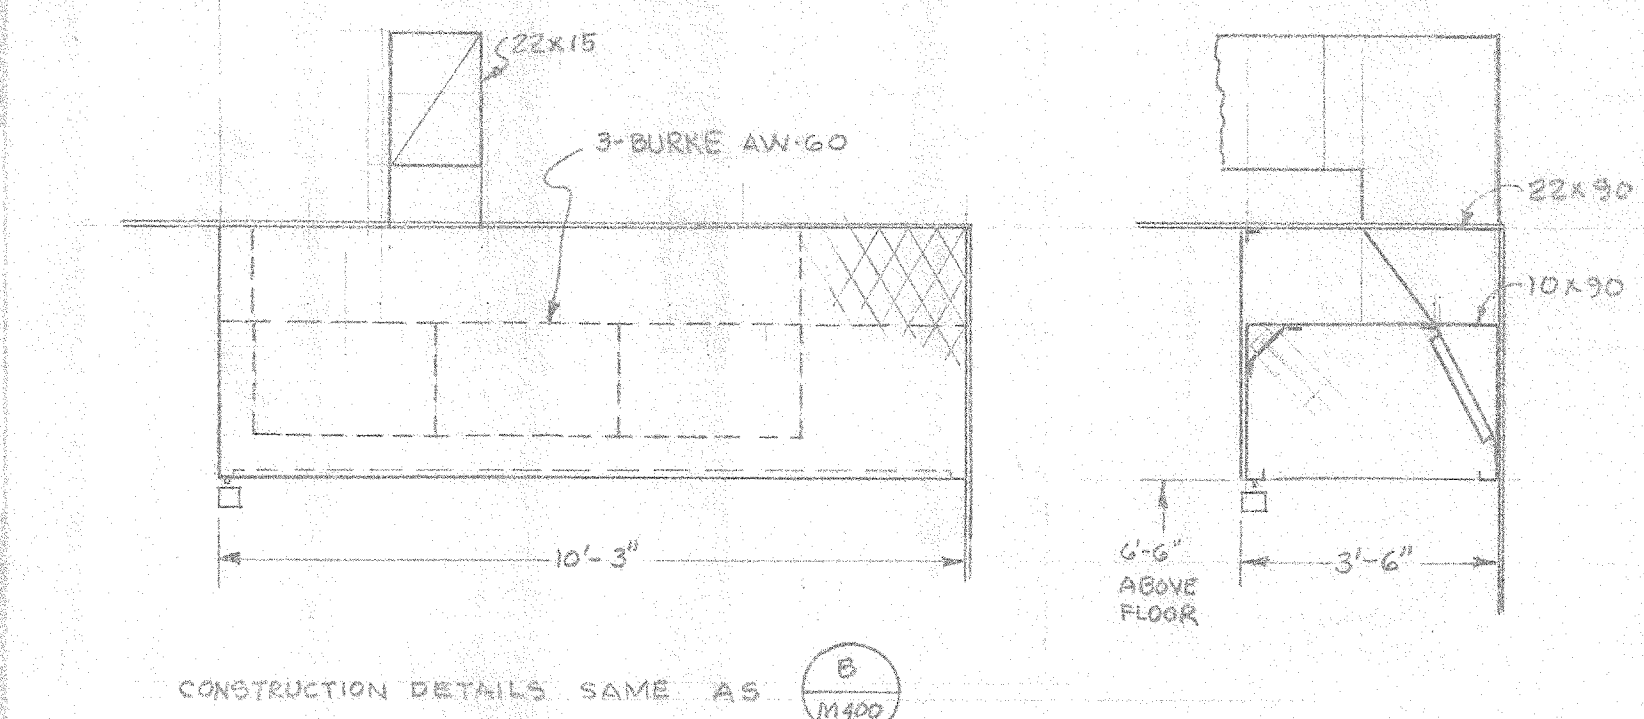 22x15
3-BURKE AW-60
22x90
10x90
10'-3"
6'-6"
ABOVE
FLOOR
3'-6"
CONSTRUCTION DETAILS SAME AS
B
M400